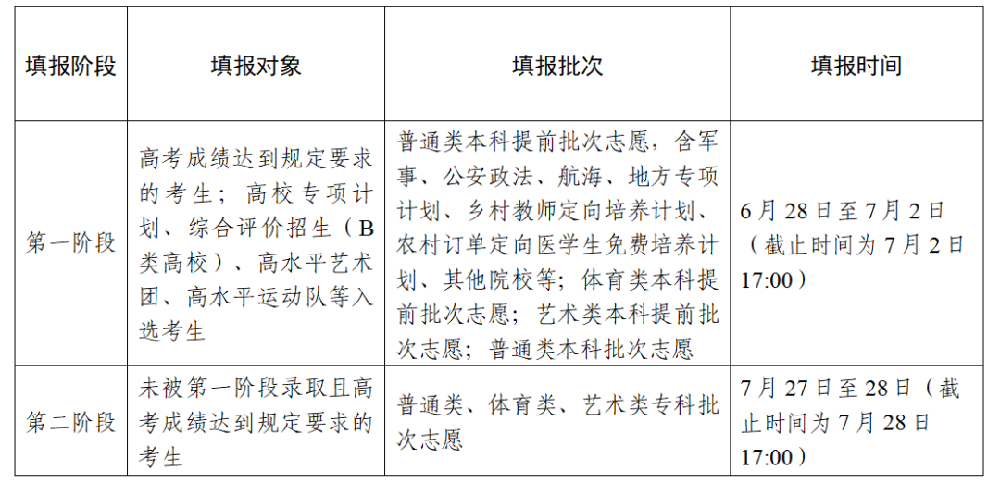 填报阶段
填报对象
填报批次
填报时间
第一阶段
高考成绩达到规定要求
的考生；高校专项计
划、综合评价招生（B
类高校）、高水平艺术
团、高水平运动队等入
选考生
普通类本科提前批次志愿，含军
事、公安政法、航海、地方专项
计划、乡村教师定向培养计划、
农村订单定向医学生免费培养计
划、其他院校等；体育类本科提
前批次志愿；艺术类本科提前批
次志愿；普通类本科批次志愿
6月28日至7月2日
（截止时间为7月2日
17:00）
第二阶段
未被第一阶段录取且高
考成绩达到规定要求的
考生
普通类、体育类、艺术类专科批
次志愿
7月27日至28日（截
止时间为7月28日
17:00）